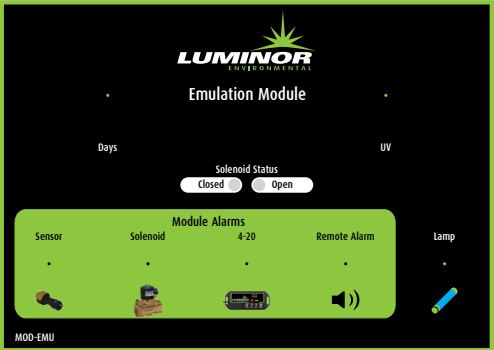 LUMINOR
ENVIRONMENTAL
Emulation Module
Days
UV
Solenoid Status
Closed
Open
Module Alarms
Sensor
Solenoid
4-20
Remote Alarm
Lamp
MOD-EMU